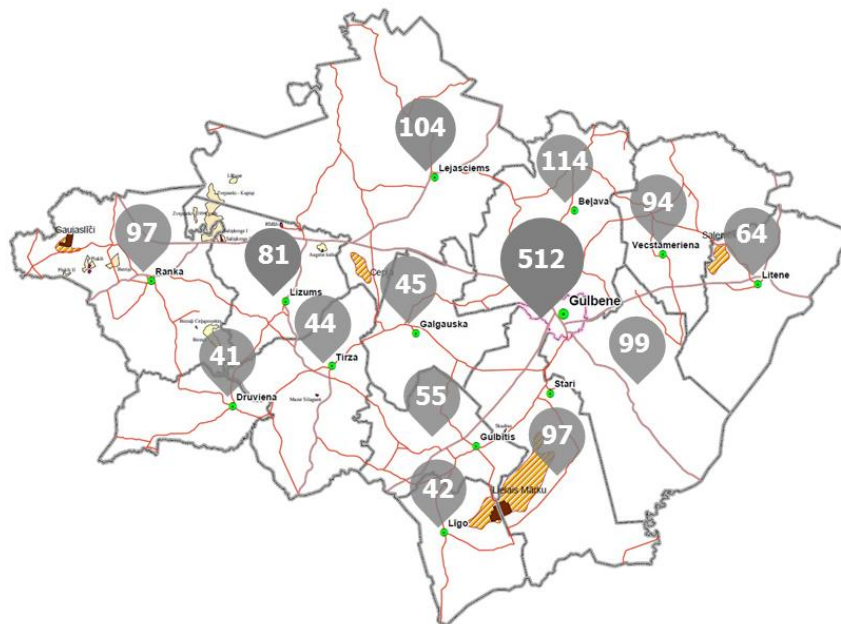 104
Lejasciems
114
Beļava
94
Vecstāmeriena
64
Litene
Gaujaslīči
97
Ranka
81
Lizums
512
Gulbene
45
Galgauska
44
Tirza
41
Druviena
99
Stari
55
Gulbītis
97
Lielais Mārku
42
Līgo